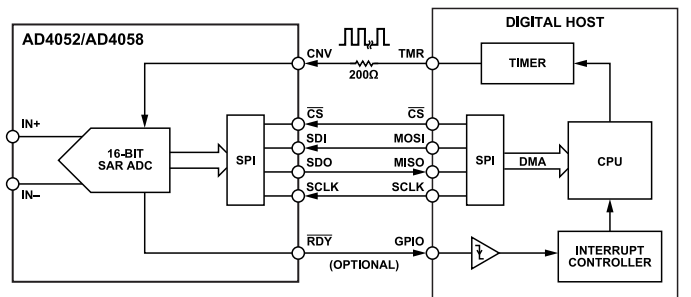 AD4052/AD4058
DIGITAL HOST
CNV
200Ω
TMR
TIMER
IN+
IN–
16-BIT
SAR ADC
SPI
CS
SDI
SDO
SCLK
CS
MOSI
MISO
SCLK
SPI
DMA
CPU
RDY
(OPTIONAL)
GPIO
INTERRUPT
CONTROLLER